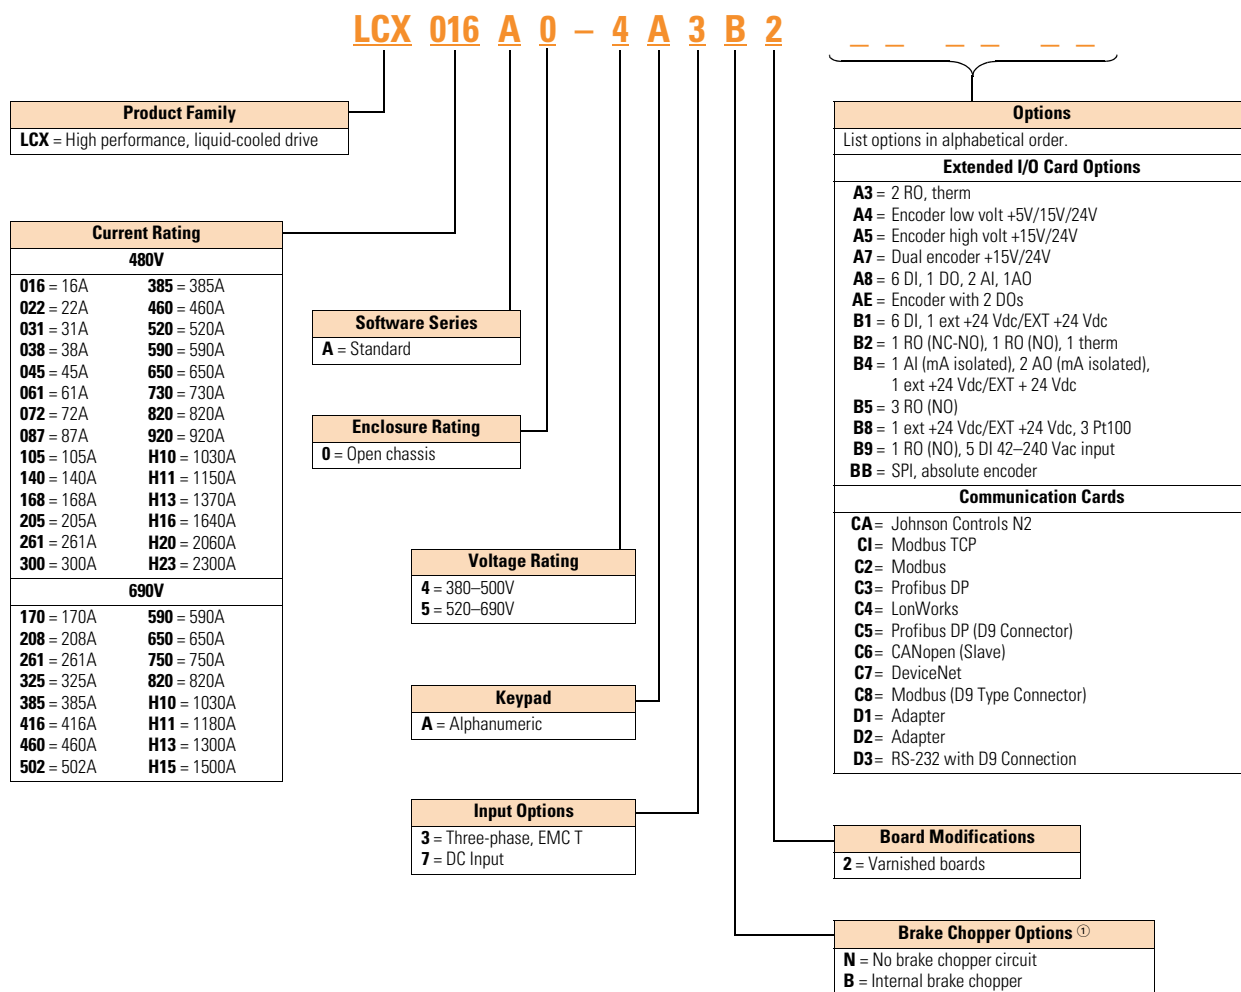 LCX 016 A 0 – 4 A 3 B 2 _ _ _ _ _ _
Product Family
LCX = High performance, liquid-cooled drive
Current Rating
480V
016 = 16A 385 = 385A
022 = 22A 460 = 460A
031 = 31A 520 = 520A
038 = 38A 590 = 590A
045 = 45A 650 = 650A
061 = 61A 730 = 730A
072 = 72A 820 = 820A
087 = 87A 920 = 920A
105 = 105A H10 = 1030A
140 = 140A H11 = 1150A
168 = 168A H13 = 1370A
205 = 205A H16 = 1640A
261 = 261A H20 = 2060A
300 = 300A H23 = 2300A
690V
170 = 170A 590 = 590A
208 = 208A 650 = 650A
261 = 261A 750 = 750A
325 = 325A 820 = 820A
385 = 385A H10 = 1030A
416 = 416A H11 = 1180A
460 = 460A H13 = 1300A
502 = 502A H15 = 1500A
Software Series
A = Standard
Enclosure Rating
0 = Open chassis
Voltage Rating
4 = 380–500V
5 = 520–690V
Keypad
A = Alphanumeric
Input Options
3 = Three-phase, EMC T
7 = DC Input
Options
List options in alphabetical order.
Extended I/O Card Options
A3 = 2 RO, therm
A4 = Encoder low volt +5V/15V/24V
A5 = Encoder high volt +15V/24V
A7 = Dual encoder +15V/24V
A8 = 6 DI, 1 DO, 2 AI, 1AO
AE = Encoder with 2 DOs
B1 = 6 DI, 1 ext +24 Vdc/EXT +24 Vdc
B2 = 1 RO (NC-NO), 1 RO (NO), 1 therm
B4 = 1 AI (mA isolated), 2 AO (mA isolated),
1 ext +24 Vdc/EXT + 24 Vdc
B5 = 3 RO (NO)
B8 = 1 ext +24 Vdc/EXT +24 Vdc, 3 Pt100
B9 = 1 RO (NO), 5 DI 42–240 Vac input
BB = SPI, absolute encoder
Communication Cards
CA = Johnson Controls N2
CI = Modbus TCP
C2 = Modbus
C3 = Profibus DP
C4 = LonWorks
C5 = Profibus DP (D9 Connector)
C6 = CANopen (Slave)
C7 = DeviceNet
C8 = Modbus (D9 Type Connector)
D1 = Adapter
D2 = Adapter
D3 = RS-232 with D9 Connection
Board Modifications
2 = Varnished boards
Brake Chopper Options ①
N = No brake chopper circuit
B = Internal brake chopper